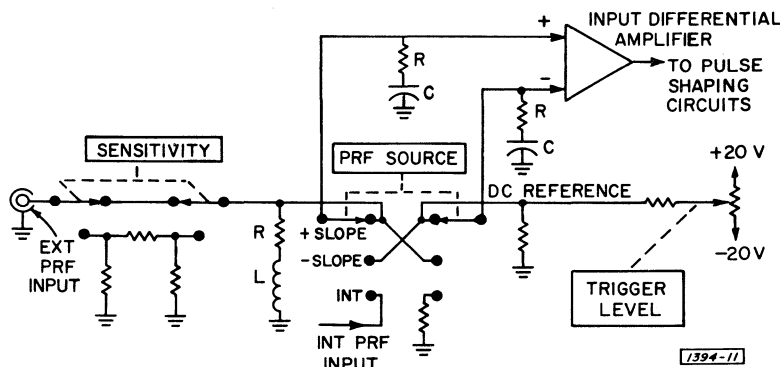 INPUT DIFFERENTIAL
AMPLIFIER
TO PULSE
SHAPING
CIRCUITS
+
−
R
C
R
C
SENSITIVITY
PRF SOURCE
DC REFERENCE
+20 V
−20V
EXT
PRF
INPUT
R
L
+ SLOPE
−SLOPE
INT
INT PRF
INPUT
TRIGGER
LEVEL
1394-11